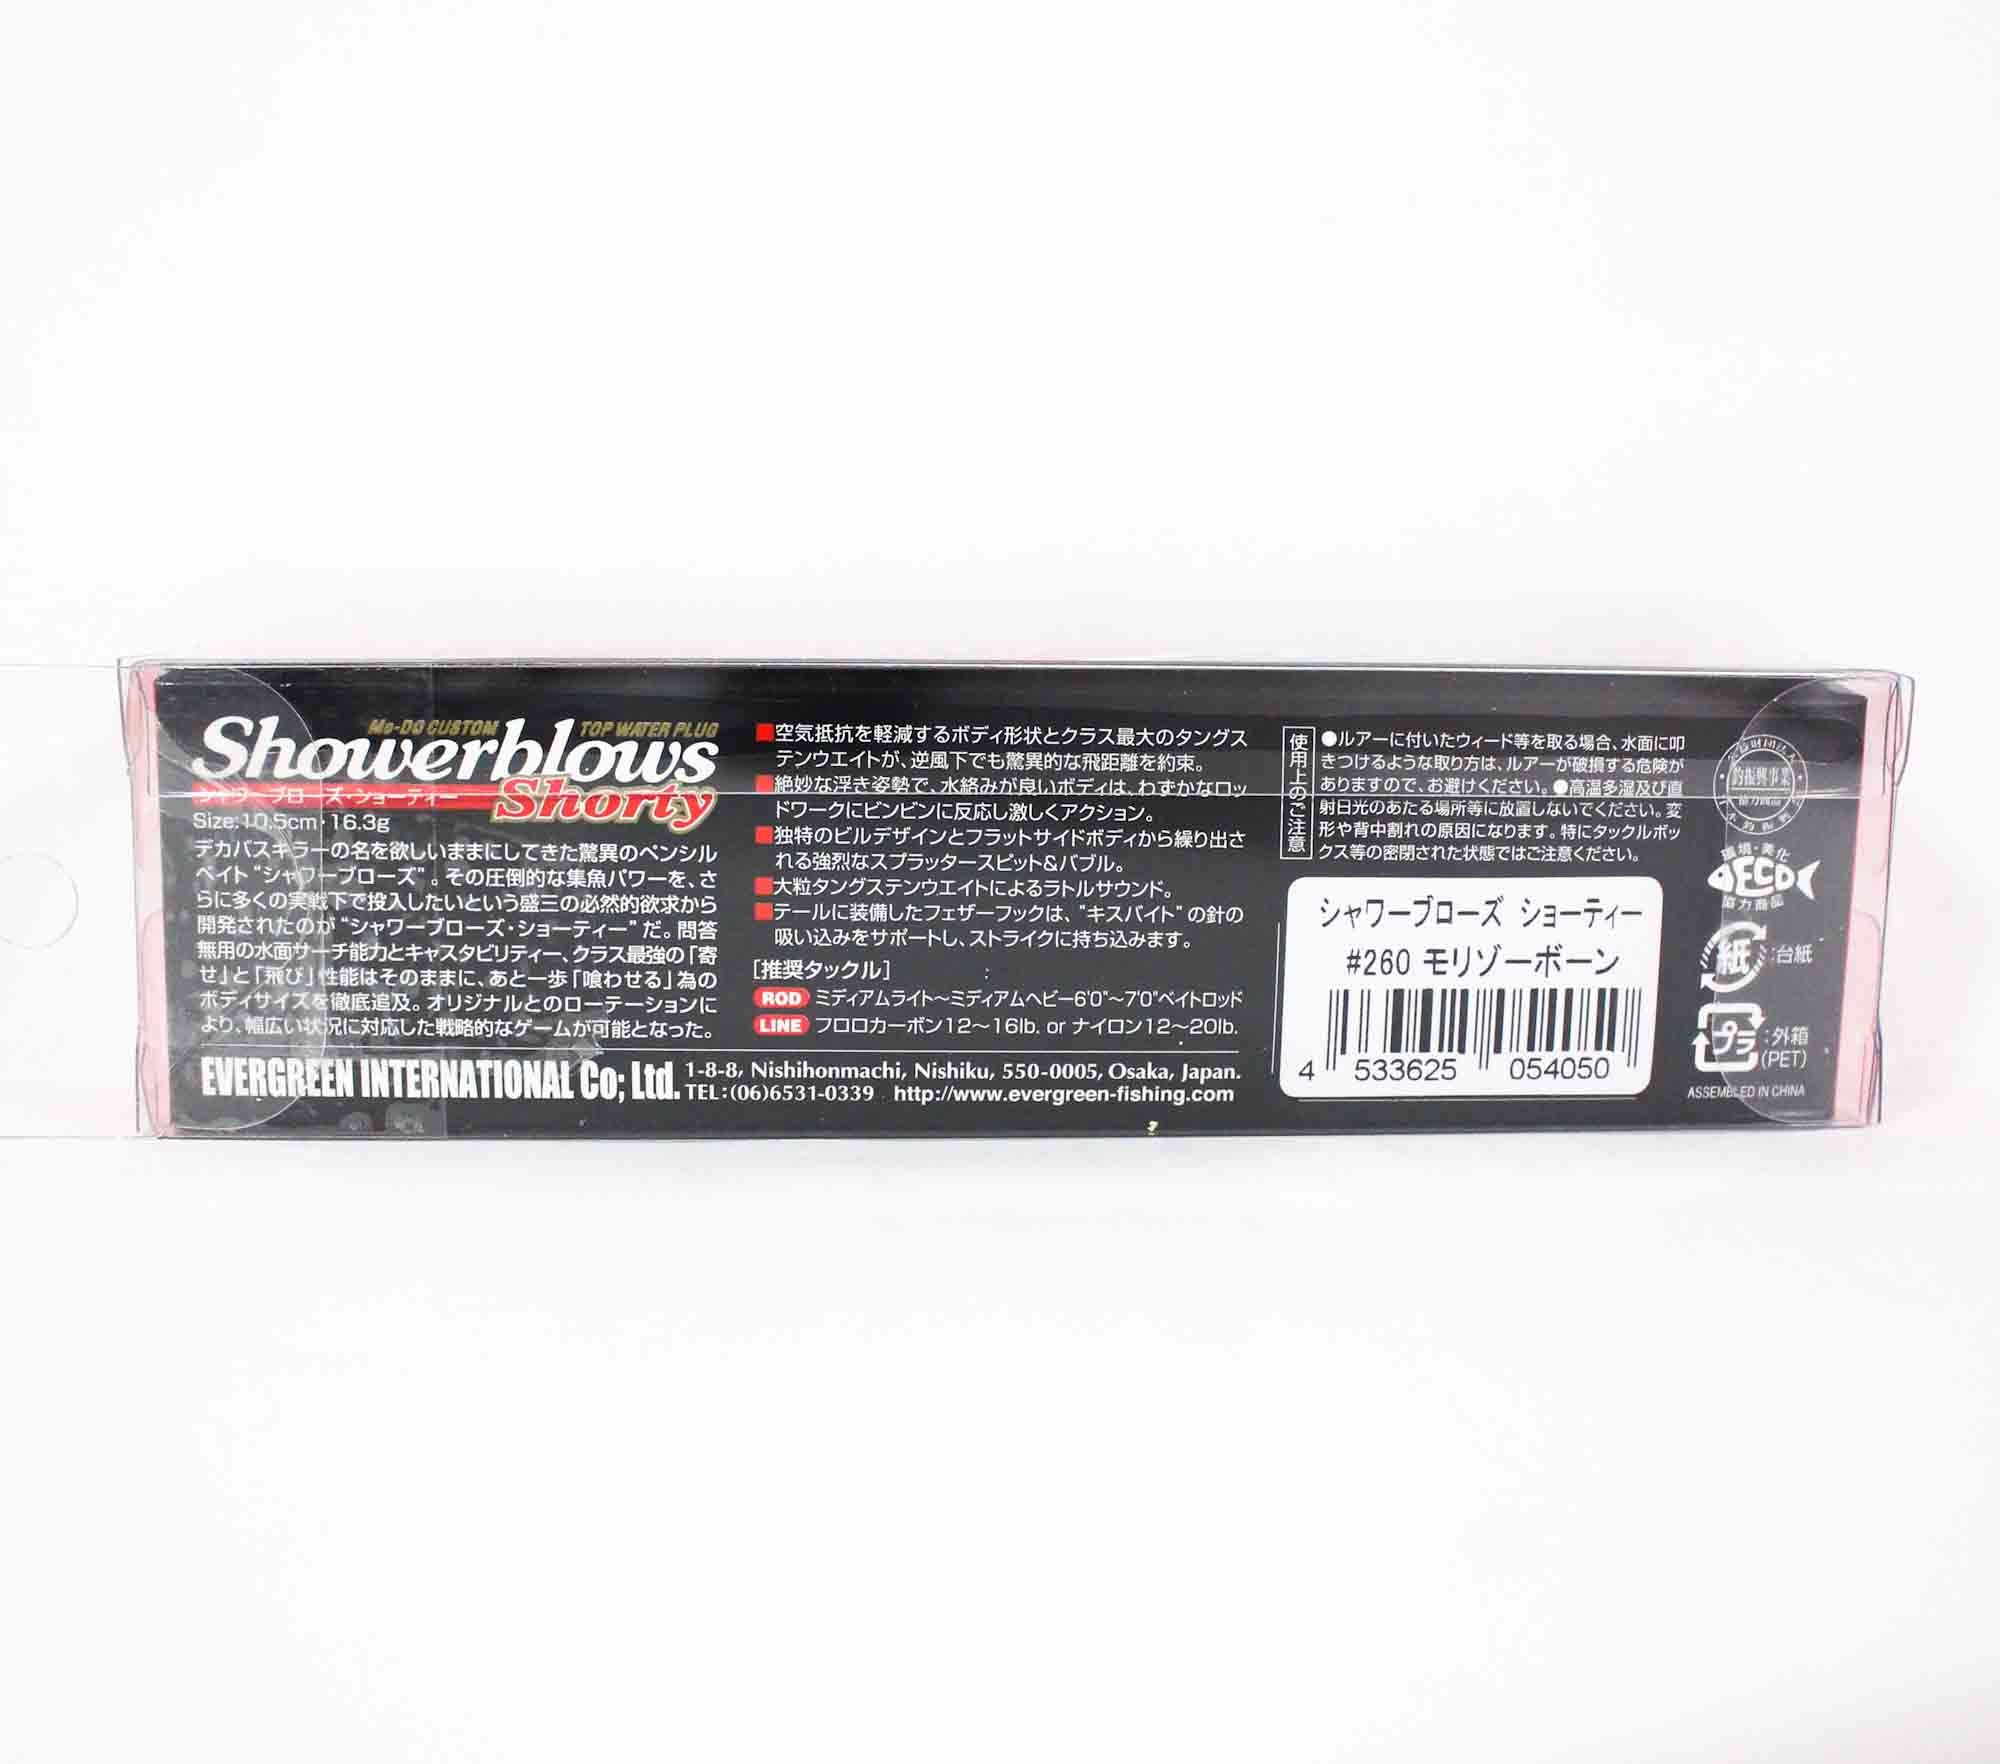 Mo-DO CUSTOM TOP WATER PLUG
Showerblows
シャワーブローズ・ショーティー
Shorty
Size:10.5cm・16.3g
デカバスキラーの名を欲しいままにしてきた驚異のペンシル
ベイト“シャワーブローズ”。その圧倒的な集魚パワーを、さ
らに多くの実戦下で投入したいという盛三の必然的欲求から
開発されたのが“シャワーブローズ・ショーティー”だ。問答
無用の水面サーチ能力とキャスタビリティー、クラス最強の「寄
せ」と「飛び」性能はそのままに、あと一歩「喰わせる」為の
ボディサイズを徹底追及。オリジナルとのローテーションに
より、幅広い状況に対応した戦略的なゲームが可能となった。
■空気抵抗を軽減するボディ形状とクラス最大のタングス
テンウエイトが、逆風下でも驚異的な飛距離を約束。
■絶妙な浮き姿勢で、水絡みが良いボディは、わずかなロッ
ドワークにビンビンに反応し激しくアクション。
■独特のビルデザインとフラットサイドボディから繰り出さ
れる強烈なスプラッタースピット&バブル。
■大粒タングステンウエイトによるラトルサウンド。
■テールに装備したフェザーフックは、“キスバイト”の針の
吸い込みをサポートし、ストライクに持ち込みます。
[推奨タックル]
ROD ミディアムライト〜ミディアムヘビー6'0"〜7'0"ベイトロッド
LINE フロロカーボン12〜16lb. or ナイロン12〜20lb.
EVERGREEN INTERNATIONAL Co; Ltd.
1-8-8, Nishihonmachi, Nishiku, 550-0005, Osaka, Japan.
TEL:(06)6531-0339 http://www.evergreen-fishing.com
使用上のご注意
●ルアーに付いたウィード等を取る場合、水面に叩
きつけるような取り方は、ルアーが破損する危険が
ありますので、お避けください。●高温多湿及び直
射日光のあたる場所等に放置しないでください。変
形や背中割れの原因になります。特にタックルボッ
クス等の密閉された状態ではご注意ください。
シャワーブローズ ショーティー
#260 モリゾーボーン
4 533625 054050
釣振興事業
協力商品
環境・美化
ECO
協力商品
紙 :台紙
プラ :外箱
(PET)
ASSEMBLED IN CHINA